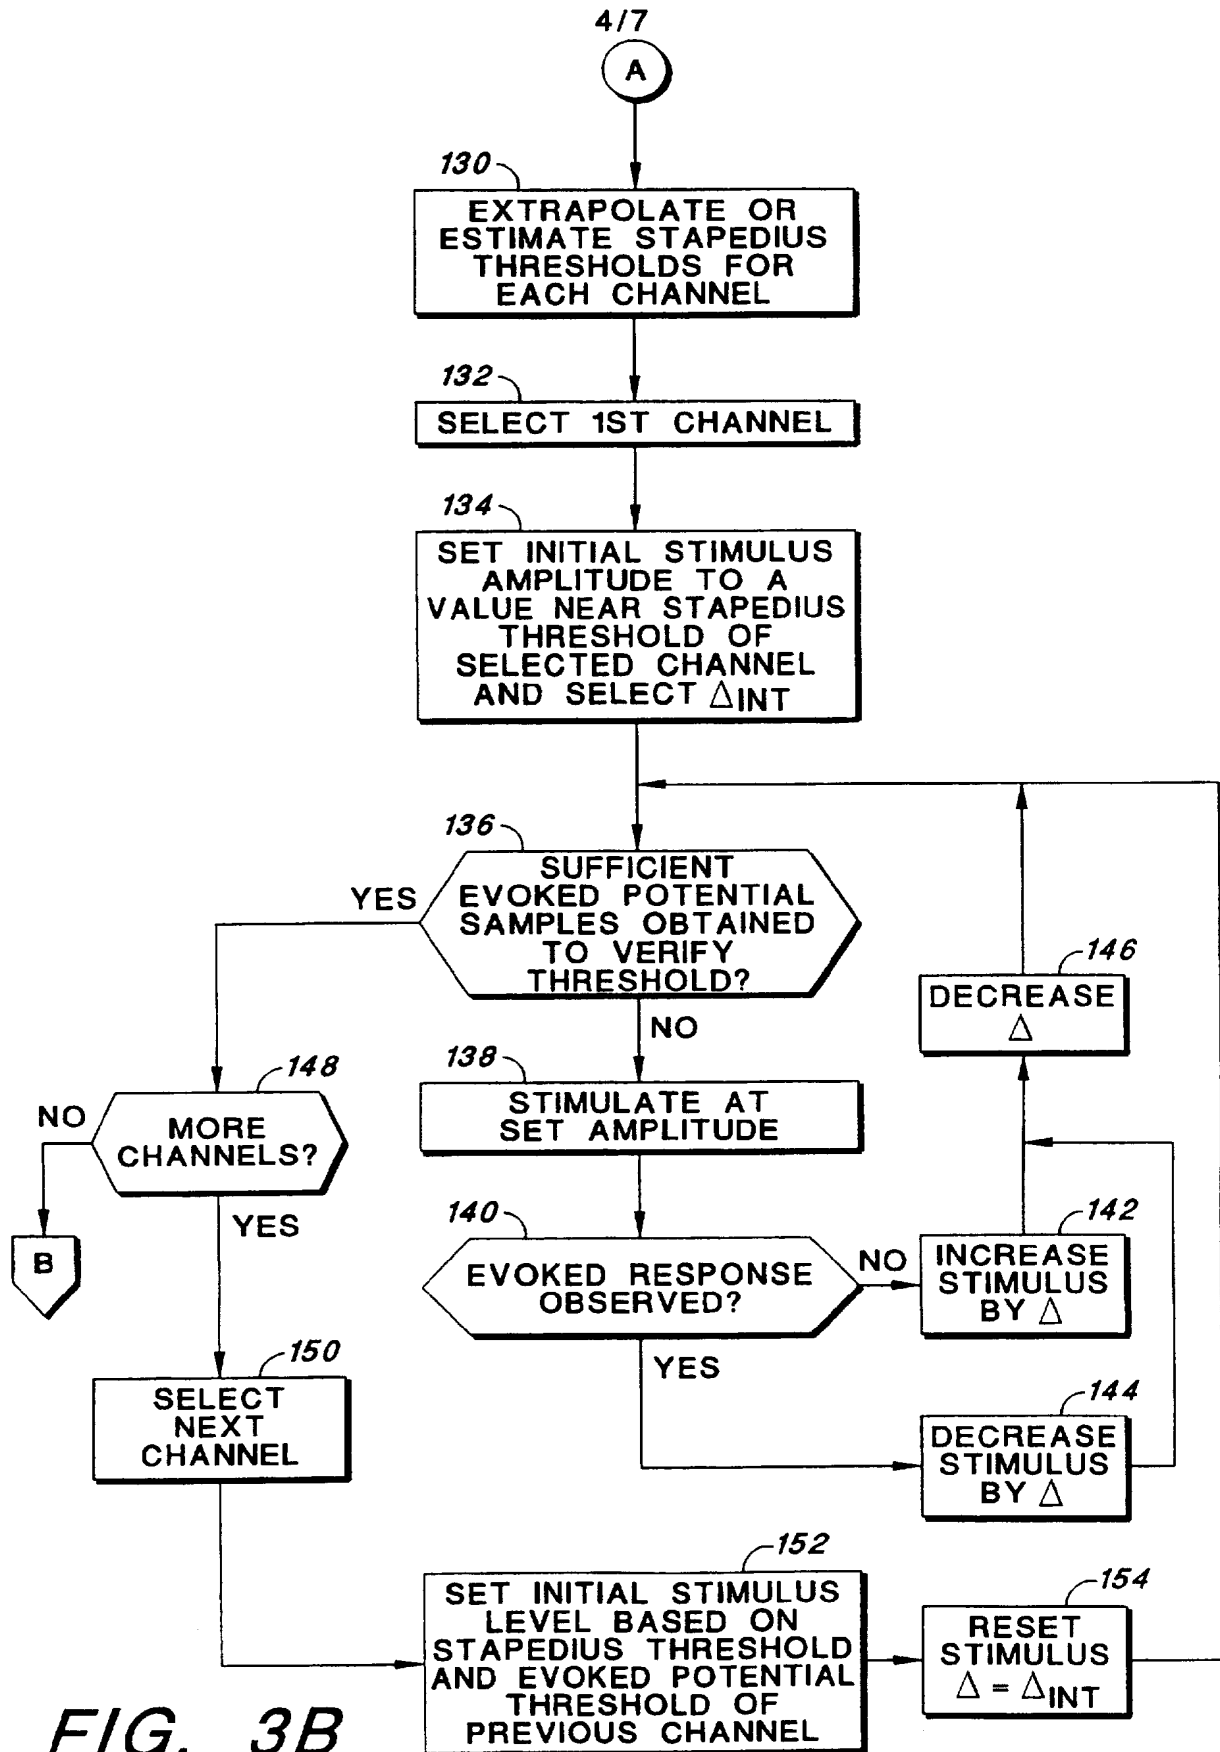 4/7
A
130
EXTRAPOLATE OR
ESTIMATE STAPEDIUS
THRESHOLDS FOR
EACH CHANNEL
132
SELECT 1ST CHANNEL
134
SET INITIAL STIMULUS
AMPLITUDE TO A
VALUE NEAR STAPEDIUS
THRESHOLD OF
SELECTED CHANNEL
AND SELECT ΔINT
136
SUFFICIENT
EVOKED POTENTIAL
SAMPLES OBTAINED
TO VERIFY
THRESHOLD?
YES
NO
146
DECREASE
Δ
138
STIMULATE AT
SET AMPLITUDE
148
MORE
CHANNELS?
NO
YES
B
140
EVOKED RESPONSE
OBSERVED?
NO
YES
142
INCREASE
STIMULUS
BY Δ
144
DECREASE
STIMULUS
BY Δ
150
SELECT
NEXT
CHANNEL
152
SET INITIAL STIMULUS
LEVEL BASED ON
STAPEDIUS THRESHOLD
AND EVOKED POTENTIAL
THRESHOLD OF
PREVIOUS CHANNEL
154
RESET
STIMULUS
Δ = ΔINT
FIG. 3B